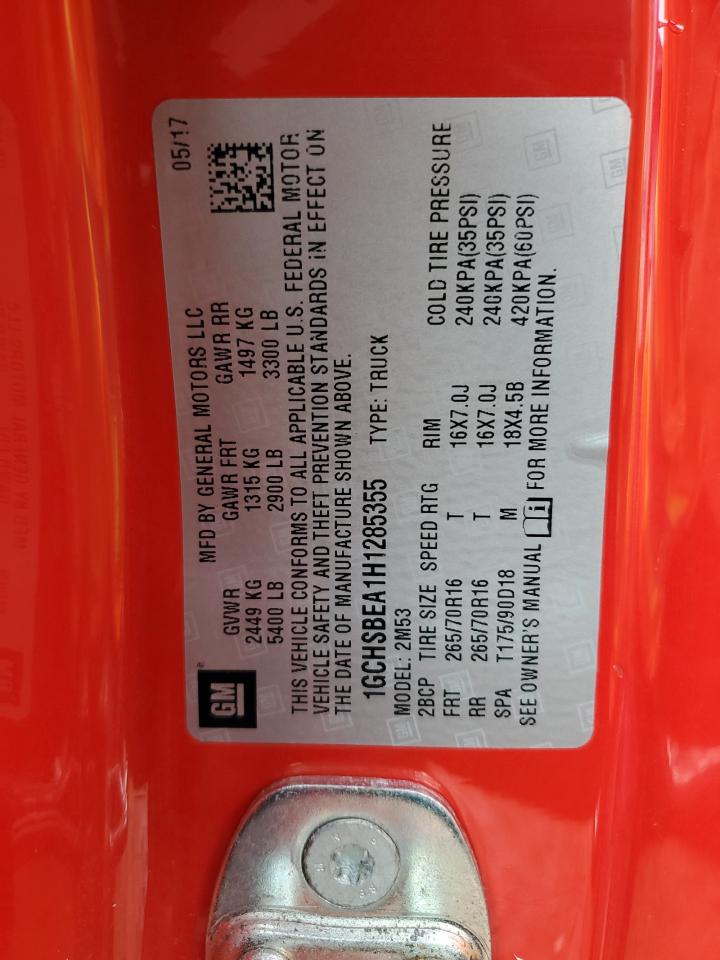 GM
MFD BY GENERAL MOTORS LLC 05/17
GVWR GAWR FRT GAWR RR
2449 KG 1315 KG 1497 KG
5400 LB 2900 LB 3300 LB
THIS VEHICLE CONFORMS TO ALL APPLICABLE U.S. FEDERAL MOTOR
VEHICLE SAFETY AND THEFT PREVENTION STANDARDS IN EFFECT ON
THE DATE OF MANUFACTURE SHOWN ABOVE.
1GCHSBEA1H1285355 TYPE: TRUCK
MODEL: 2M53
2BCP TIRE SIZE SPEED RTG RIM COLD TIRE PRESSURE
FRT 265/70R16 T 16X7.0J 240KPA(35PSI)
RR 265/70R16 T 16X7.0J 240KPA(35PSI)
SPA T175/90D18 M 18X4.5B 420KPA(60PSI)
SEE OWNER'S MANUAL FOR MORE INFORMATION.